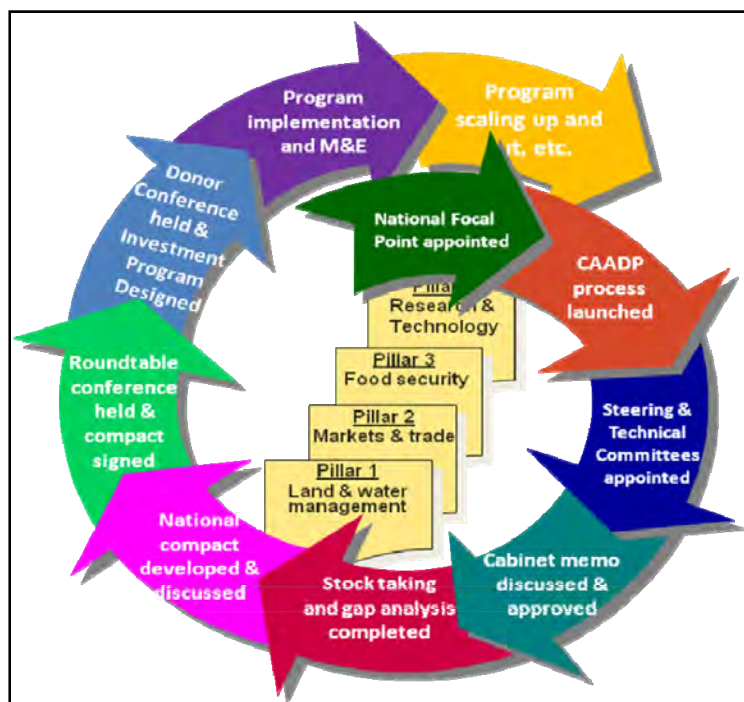 National Focal
Point appointed
CAADP
process
launched
Steering &
Technical
Committees
appointed
Cabinet memo
discussed &
approved
Stock taking
and gap analysis
completed
National
compact
developed &
discussed
Roundtable
conference
held &
compact
signed
Donor
Conference
held &
Investment
Program
Designed
Program
implementation
and M&E
Program
scaling up and
etc.
Research &
Technology
Pillar 3
Food security
Pillar 2
Markets & trade
Pillar 1
Land & water
management